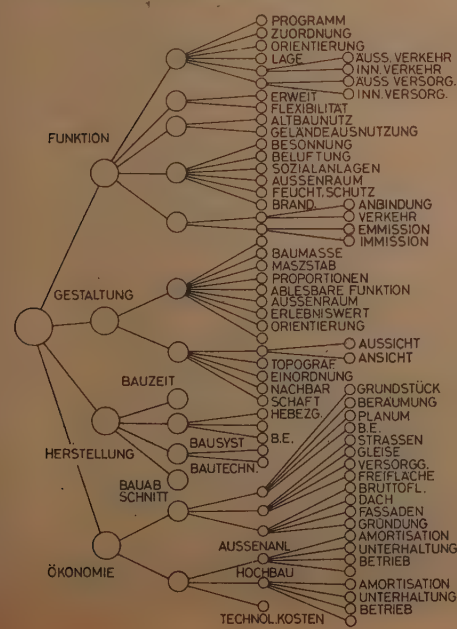 PROGRAMM
ZUORDNUNG
ORIENTIERUNG
LAGE
ÄUSS. VERKEHR
INN. VERKEHR
ÄUSS VERSORG.
INN. VERSORG.
ERWEIT
FLEXIBILITÄT
ALTBAUNUTZ
FUNKTION
GELÄNDEAUSNUTZUNG
BESONNUNG
BELUFTUNG
SOZIALANLAGEN
AUSSENRAUM
FEUCHT. SCHUTZ
BRAND.
ANBINDUNG
VERKEHR
EMMISSION
IMMISSION
BAUMASSE
MASZSTAB
PROPORTIONEN
ABLESBARE FUNKTION
GESTALTUNG
AUSSENRAUM
ERLEBNISWERT
ORIENTIERUNG
AUSSICHT
ANSICHT
TOPOGRAF
EINORDNUNG
BAUZEIT
NACHBAR
SCHAFT
GRUNDSTÜCK
BERÄUMUNG
HEBEZG.
PLANUM
B.E.
BAUSYST
B.E.
STRASSEN
HERSTELLUNG
GLEISE
BAUTECHN.
VERSORGG.
FREIFLÄCHE
BAUAB
SCHNITT
BRUTTOFL.
DACH
FASSADEN
GRÜNDUNG
AMORTISATION
AUSSENANL
UNTERHALTUNG
BETRIEB
ÖKONOMIE
HOCHBAU
AMORTISATION
UNTERHALTUNG
BETRIEB
TECHNOL. KOSTEN